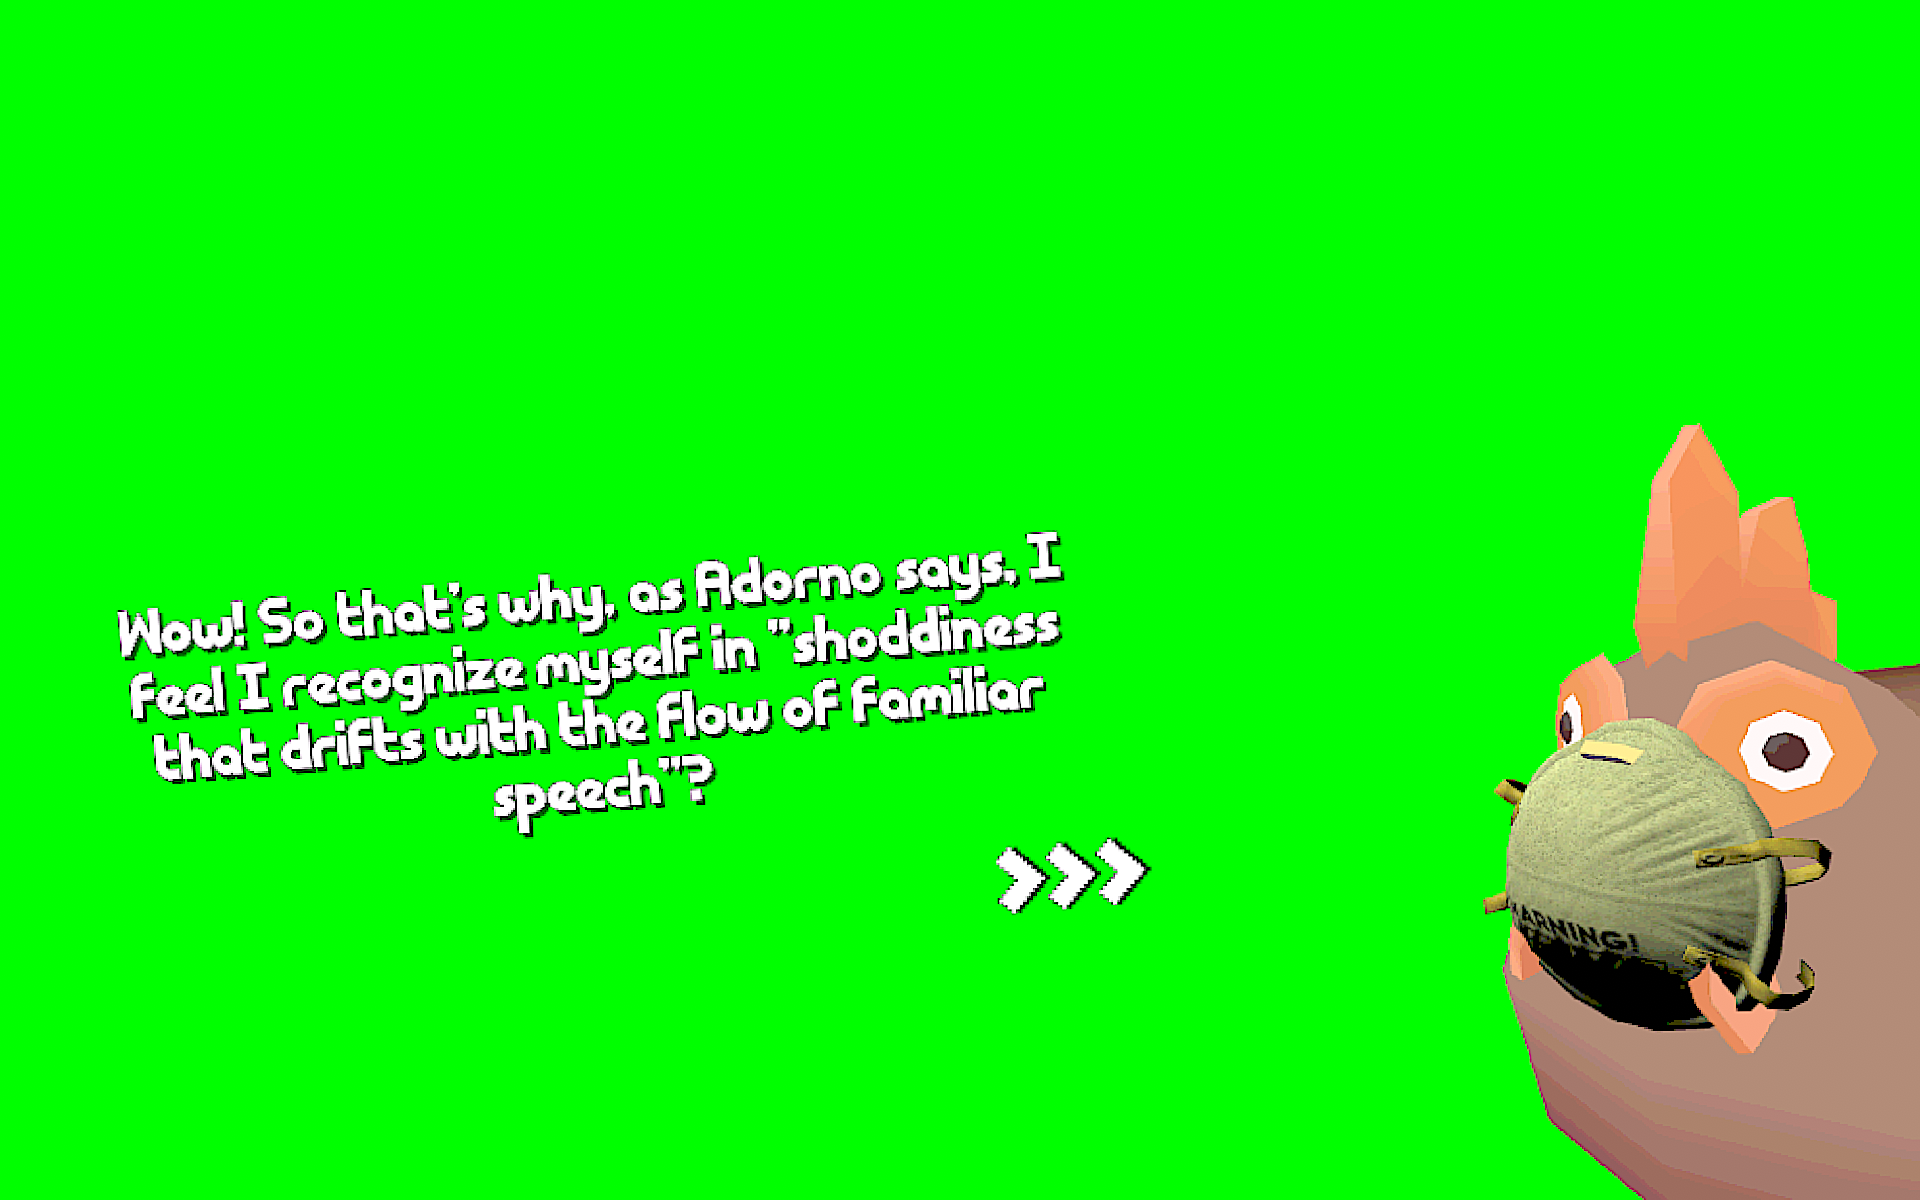 Wow! So that's why, as Adorno says, I
feel I recognize myself in "shoddiness
that drifts with the flow of familiar
speech"?
>>>
WARNING!